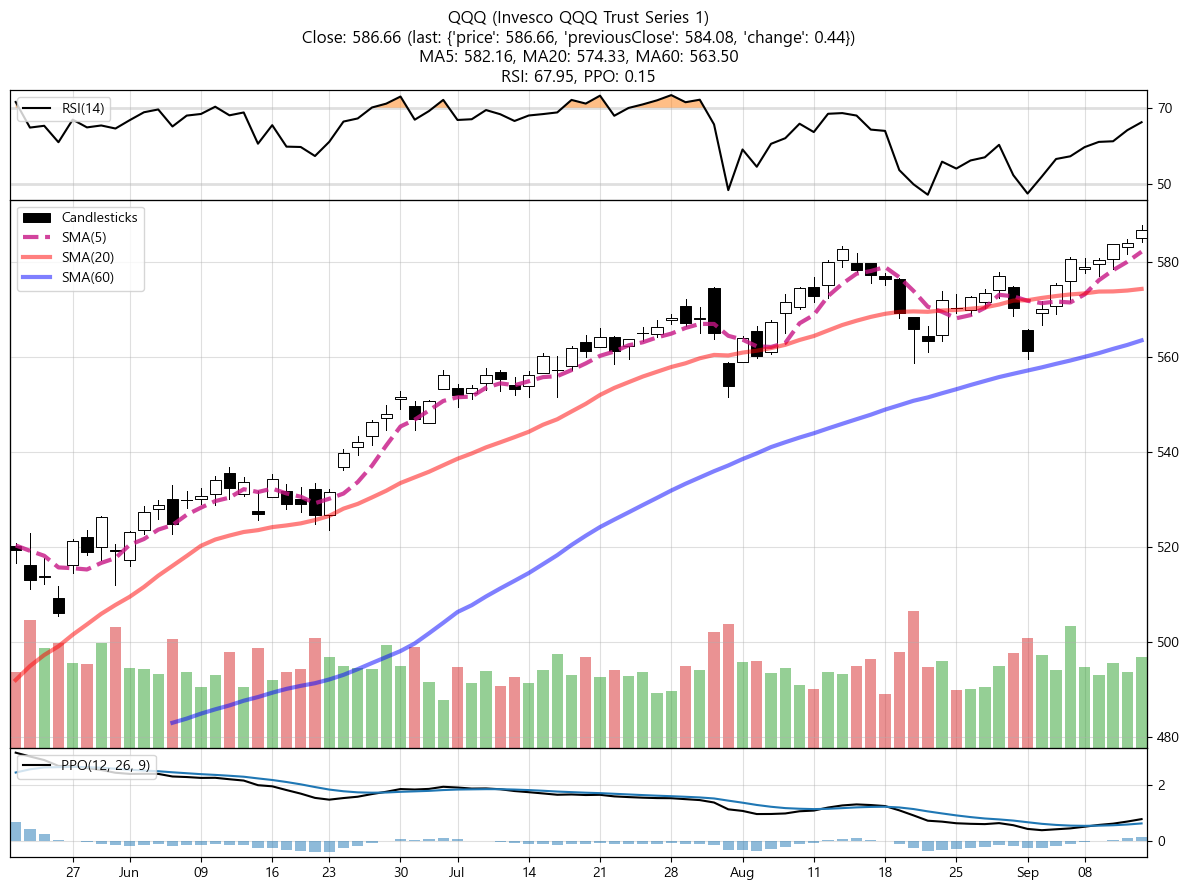 QQQ (Invesco QQQ Trust Series 1)
Close: 586.66 (last: {'price': 586.66, 'previousClose': 584.08, 'change': 0.44})
MA5: 582.16, MA20: 574.33, MA60: 563.50
RSI: 67.95, PPO: 0.15
RSI(14)
70
50
Candlesticks
SMA(5)
SMA(20)
SMA(60)
580
560
540
520
500
480
PPO(12, 26, 9)
2
0
27 Jun 09 16 23 30 Jul 14 21 28 Aug 11 18 25 Sep 08